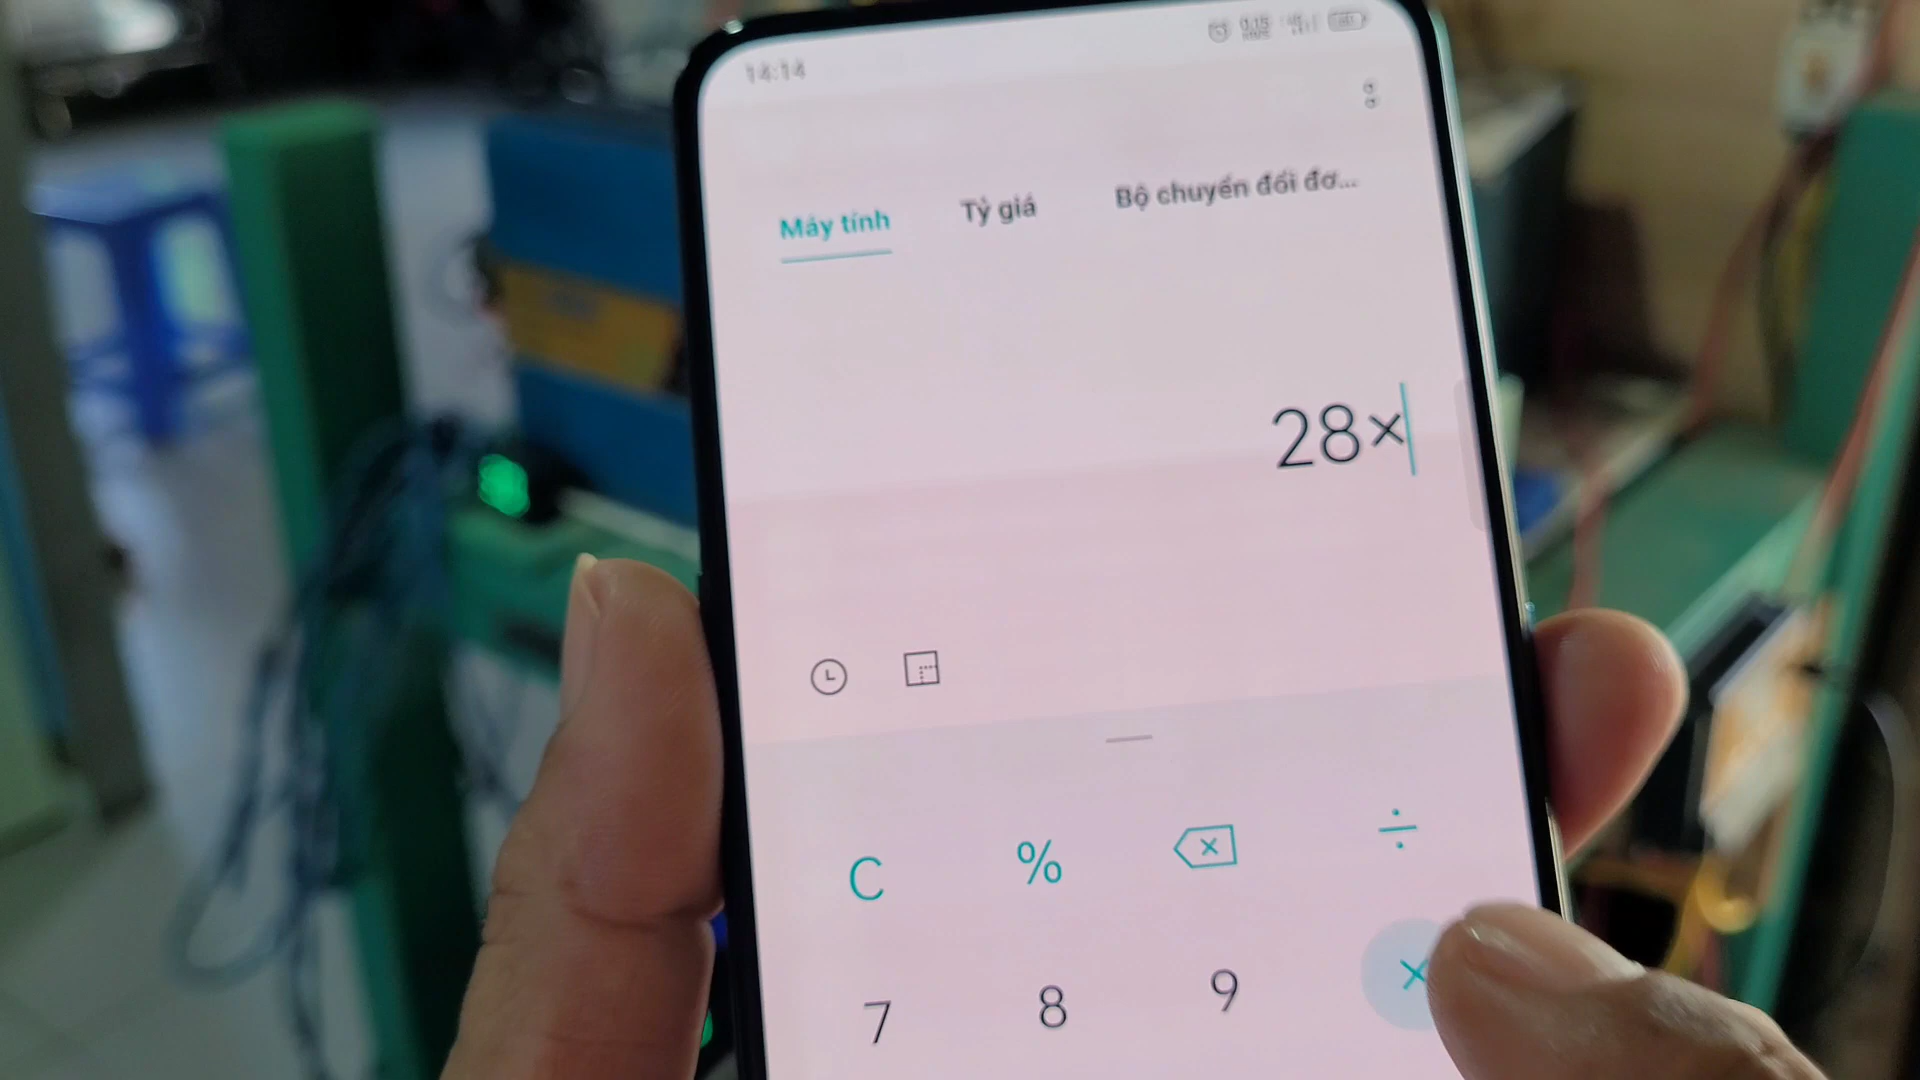 14:14
Máy tính
Tỷ giá
Bộ chuyển đổi đơ...
28×
C
%
÷
7
8
9
×